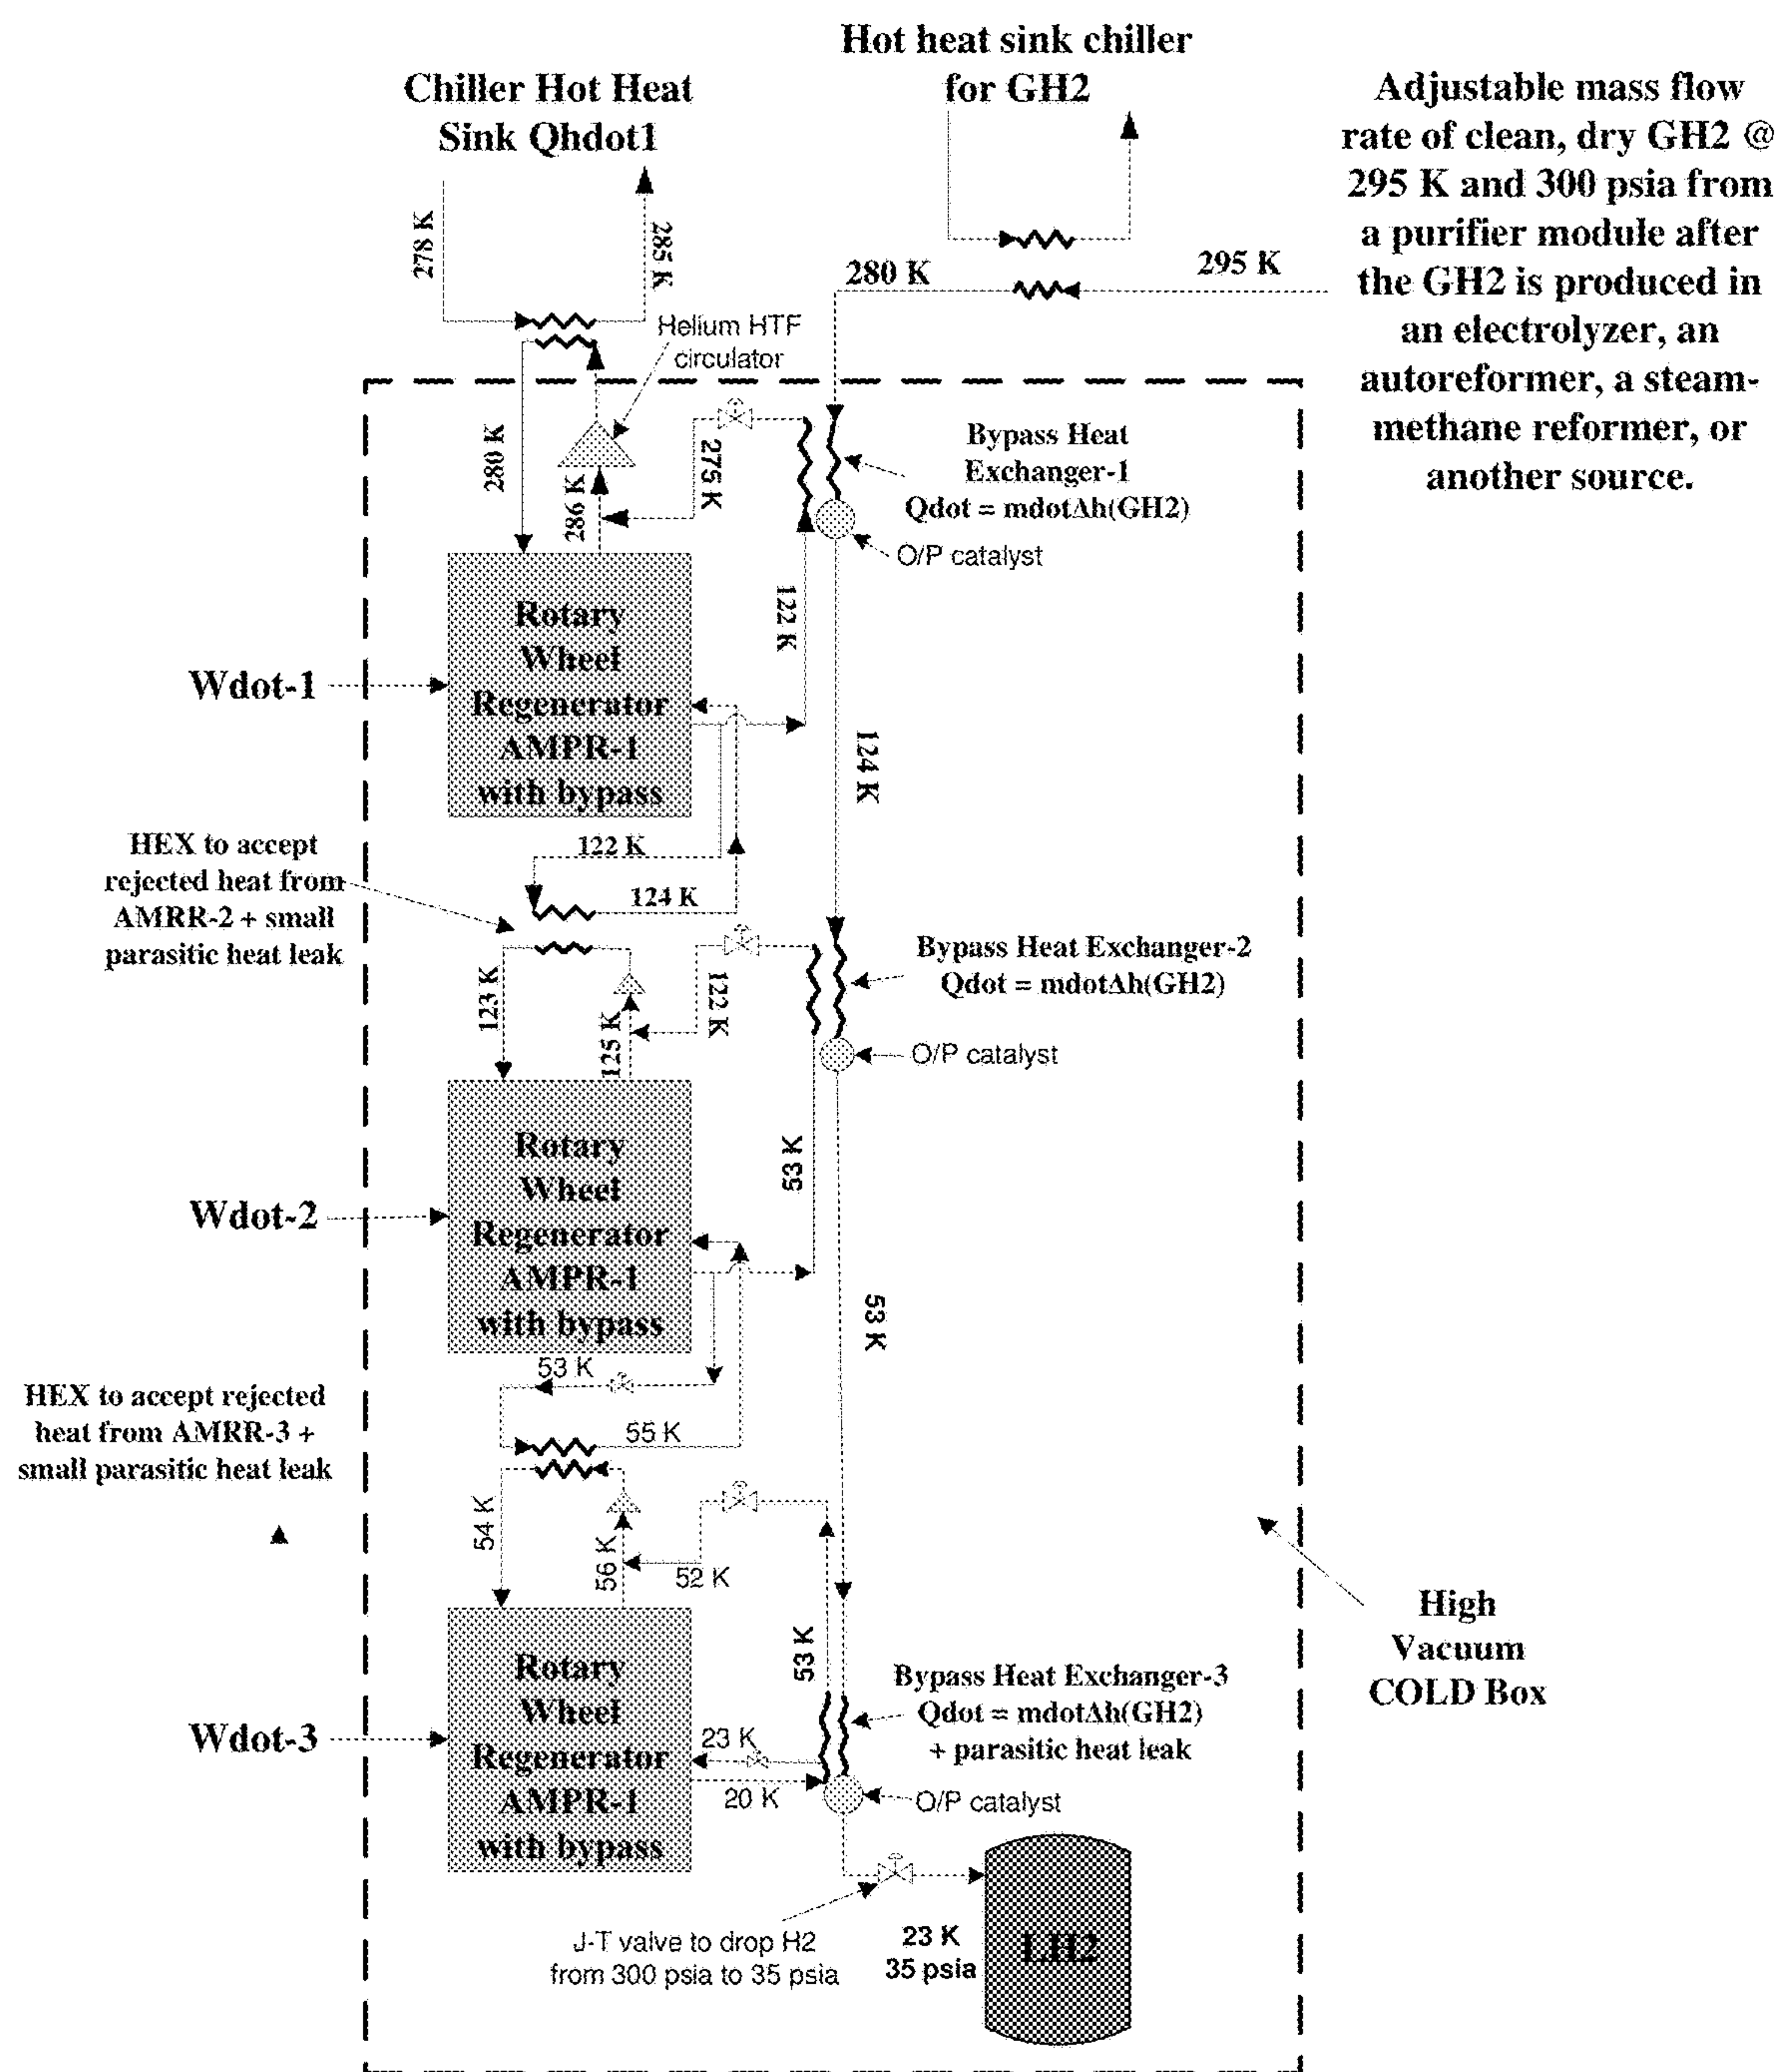 Hot heat sink chiller
for GH2
Chiller Hot Heat
Sink Qhdot1
Adjustable mass flow
rate of clean, dry GH2 @
295 K and 300 psia from
a purifier module after
the GH2 is produced in
an electrolyzer, an
autoreformer, a steam-
methane reformer, or
another source.
278 K
285 K
280 K
295 K
Helium HTF
circulator
280 K
286 K
275 K
Bypass Heat
Exchanger-1
Qdot = mdotΔh(GH2)
O/P catalyst
122 K
Rotary
Wheel
Regenerator
AMPR-1
with bypass
Wdot-1
124 K
HEX to accept
rejected heat from
AMRR-2 + small
parasitic heat leak
122 K
124 K
123 K
125 K
122 K
Bypass Heat Exchanger-2
Qdot = mdotΔh(GH2)
O/P catalyst
53 K
Rotary
Wheel
Regenerator
AMPR-1
with bypass
Wdot-2
53 K
53 K
HEX to accept rejected
heat from AMRR-3 +
small parasitic heat leak
55 K
54 K
56 K
52 K
53 K
High
Vacuum
COLD Box
Rotary
Wheel
Regenerator
AMPR-1
with bypass
Wdot-3
Bypass Heat Exchanger-3
Qdot = mdotΔh(GH2)
+ parasitic heat leak
23 K
20 K
O/P catalyst
J-T valve to drop H2
from 300 psia to 35 psia
23 K
35 psia
LH2